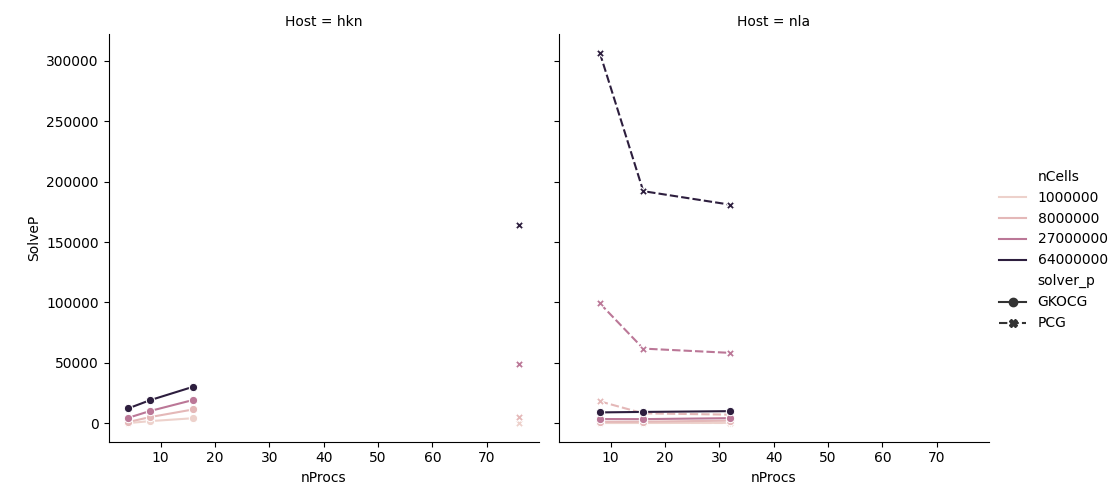 Host = hkn
Host = nla
300000
250000
200000
150000
100000
50000
0
SolveP
10 20 30 40 50 60 70
10 20 30 40 50 60 70
nProcs
nProcs
nCells
1000000
8000000
27000000
64000000
solver_p
GKOCG
PCG